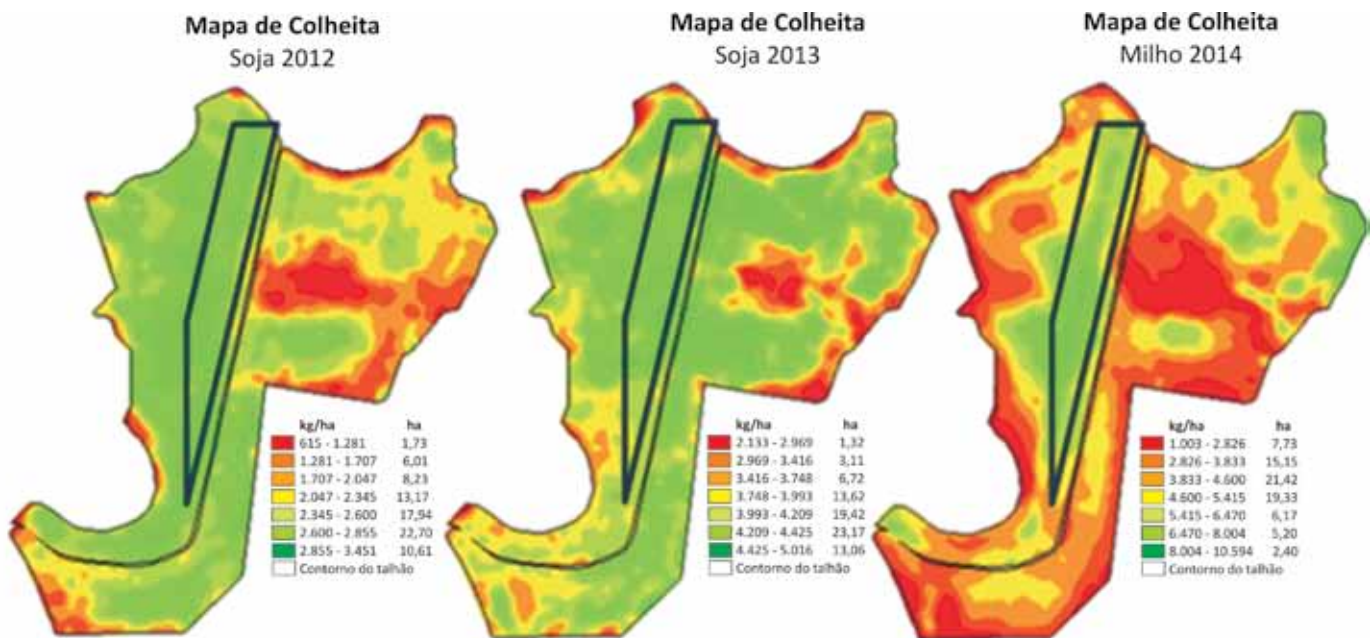 Mapa de Colheita
Soja 2012
kg/ha ha
615 - 1.281 1,73
1.281 - 1.707 6,01
1.707 - 2.047 8,23
2.047 - 2.345 13,17
2.345 - 2.600 17,94
2.600 - 2.855 22,70
2.855 - 3.451 10,61
Contorno do talhão
Mapa de Colheita
Soja 2013
kg/ha ha
2.133 - 2.969 1,32
2.969 - 3.416 3,11
3.416 - 3.748 6,72
3.748 - 3.993 13,62
3.993 - 4.209 19,42
4.209 - 4.425 23,17
4.425 - 5.016 13,06
Contorno do talhão
Mapa de Colheita
Milho 2014
kg/ha ha
1.003 - 2.826 7,73
2.826 - 3.833 15,15
3.833 - 4.600 21,42
4.600 - 5.415 19,33
5.415 - 6.470 6,17
6.470 - 8.004 5,20
8.004 - 10.594 2,40
Contorno do talhão